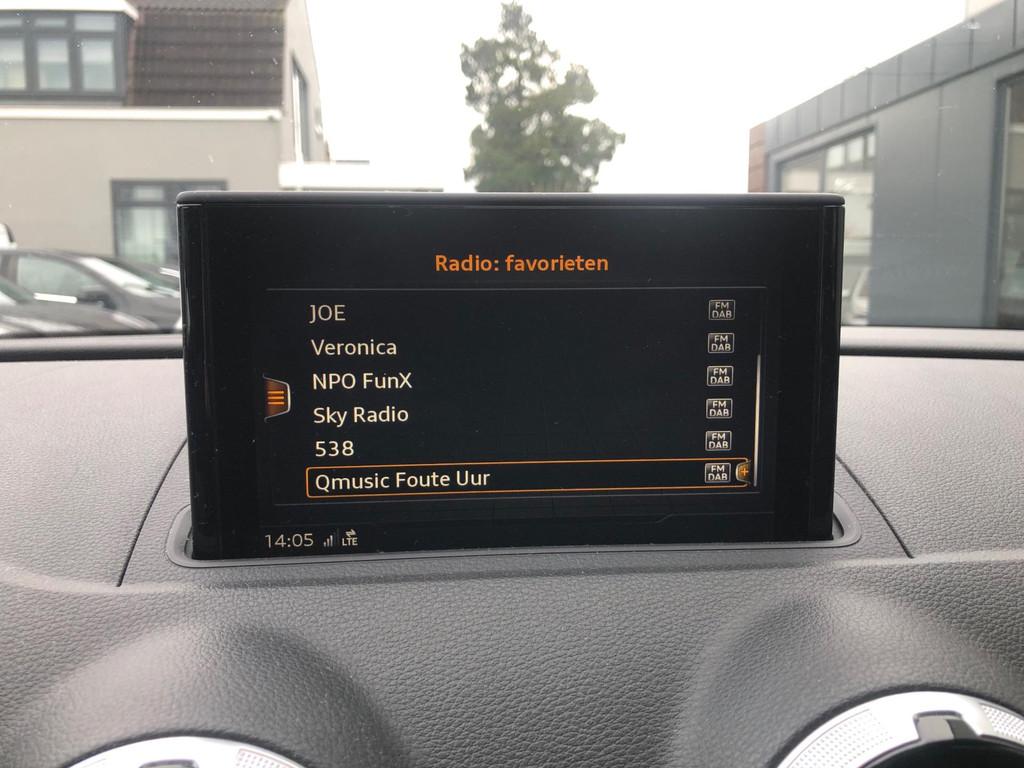 Radio: favorieten
JOE FM DAB
Veronica FM DAB
NPO FunX FM DAB
Sky Radio FM DAB
538 FM DAB
Qmusic Foute Uur FM DAB +
14:05 LTE